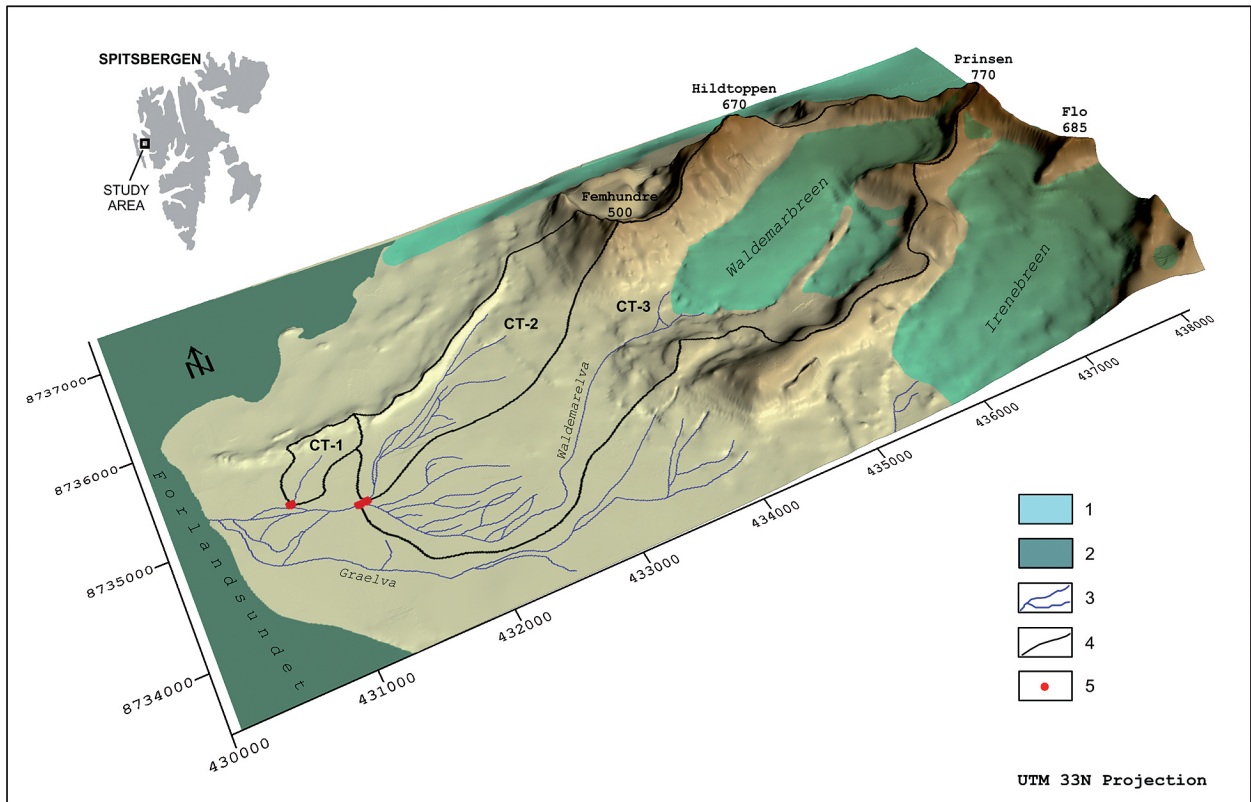 SPITSBERGEN
STUDY
AREA
Prinsen
770
Hildtoppen
670
Flo
685
Femhundre
500
Waldemarbreen
Irenebreen
CT-3
CT-2
CT-1
Waldemarelva
Graelva
Forlandsundet
N
8737000
8736000
8735000
8734000
430000
431000
432000
433000
434000
435000
436000
437000
438000
1
2
3
4
5
UTM 33N Projection